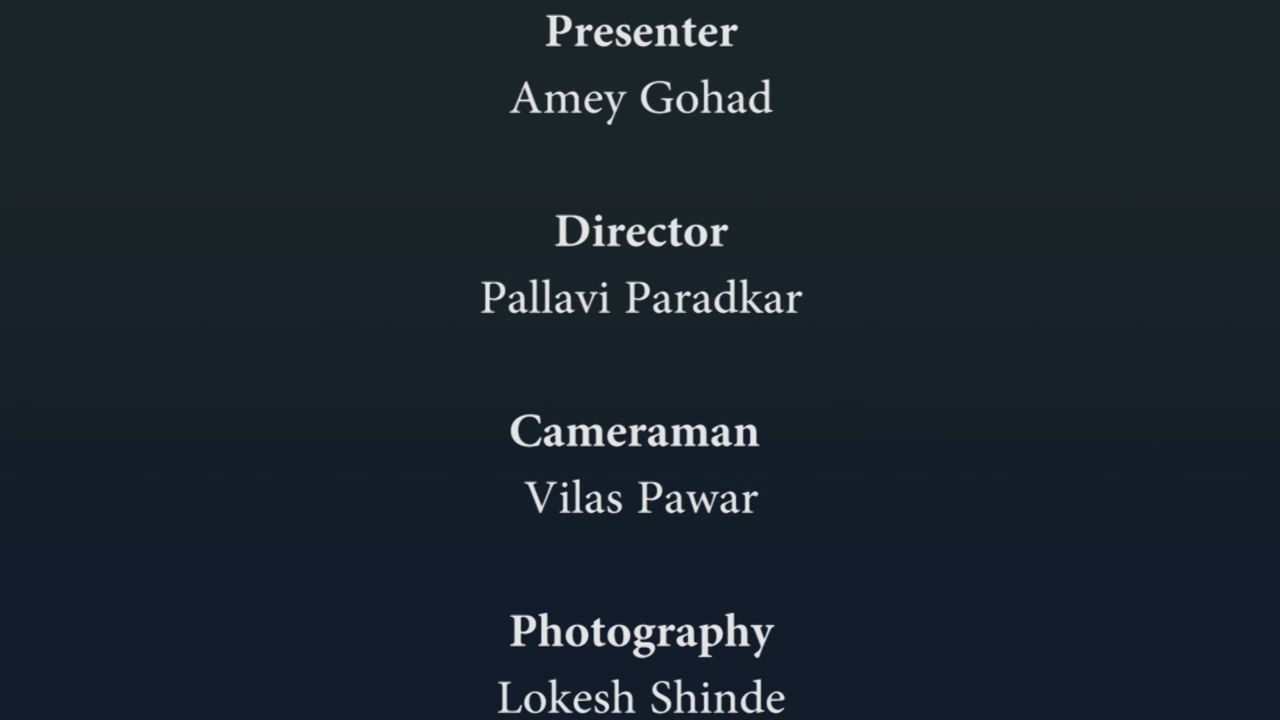 Presenter
Amey Gohad
Director
Pallavi Paradkar
Cameraman
Vilas Pawar
Photography
Lokesh Shinde